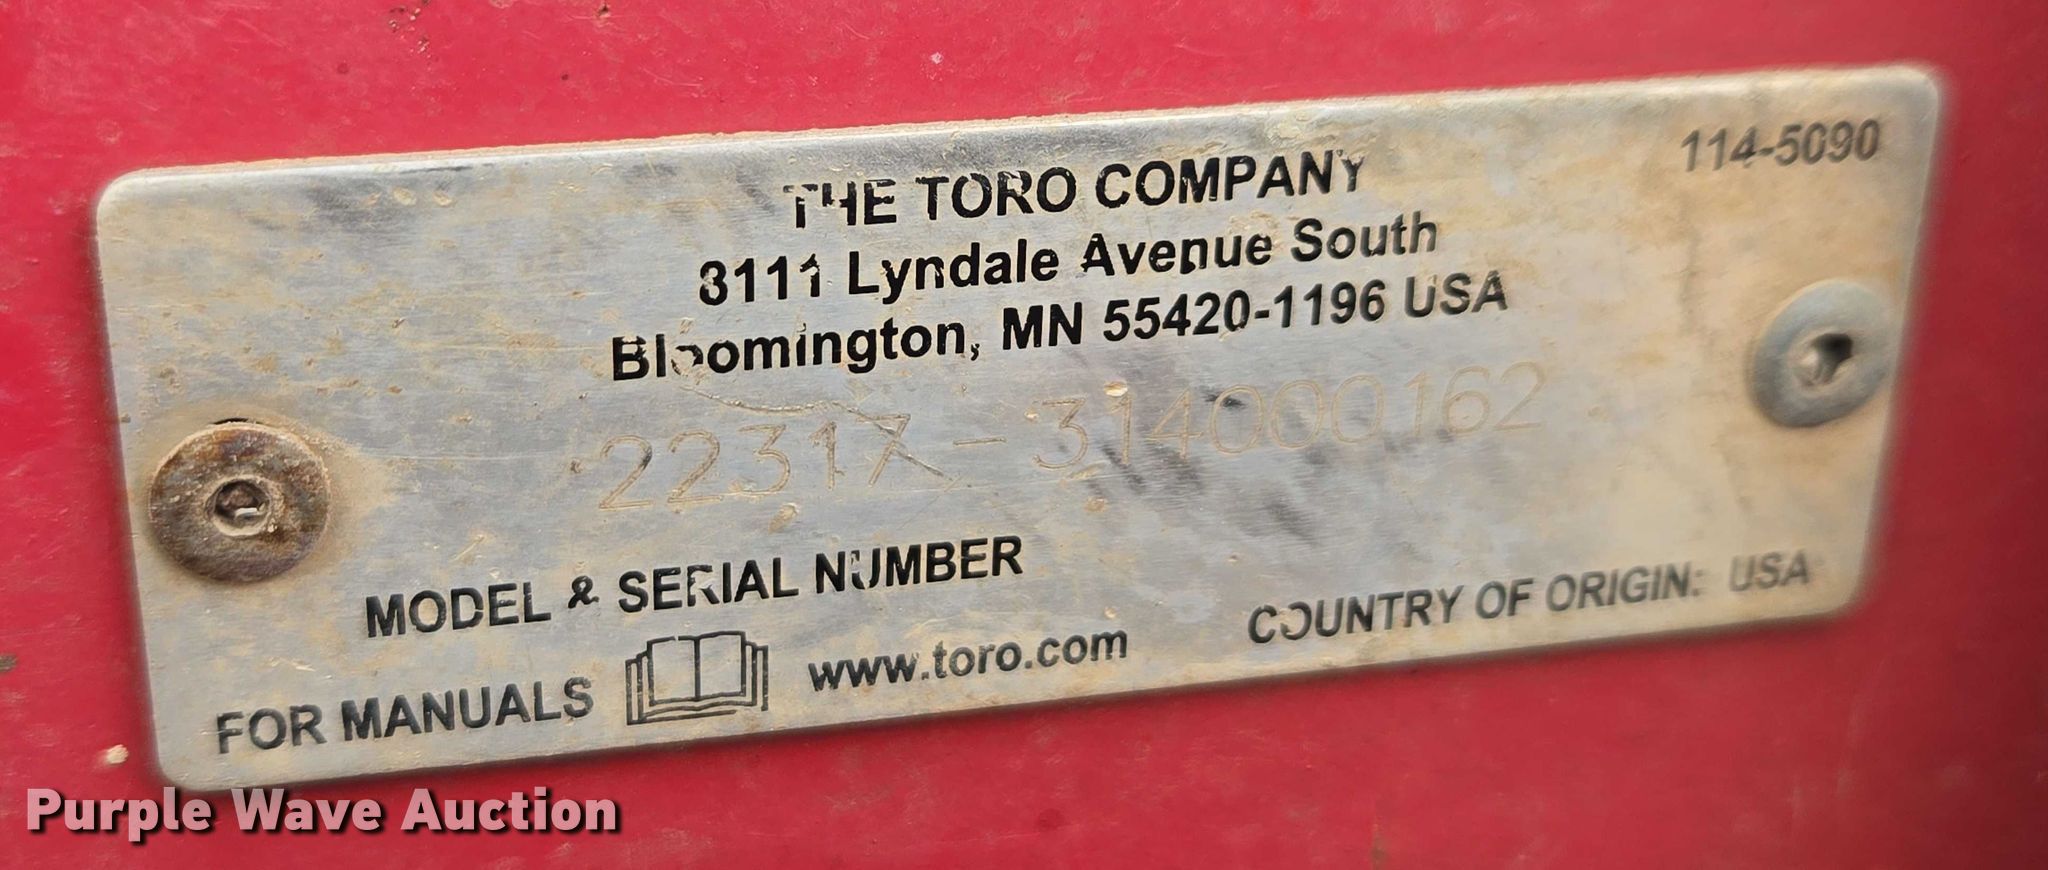 114-5090
THE TORO COMPANY
3111 Lyndale Avenue South
Bloomington, MN 55420-1196 USA
22317 - 314000162
MODEL & SERIAL NUMBER
FOR MANUALS www.toro.com
COUNTRY OF ORIGIN: USA
Purple Wave Auction